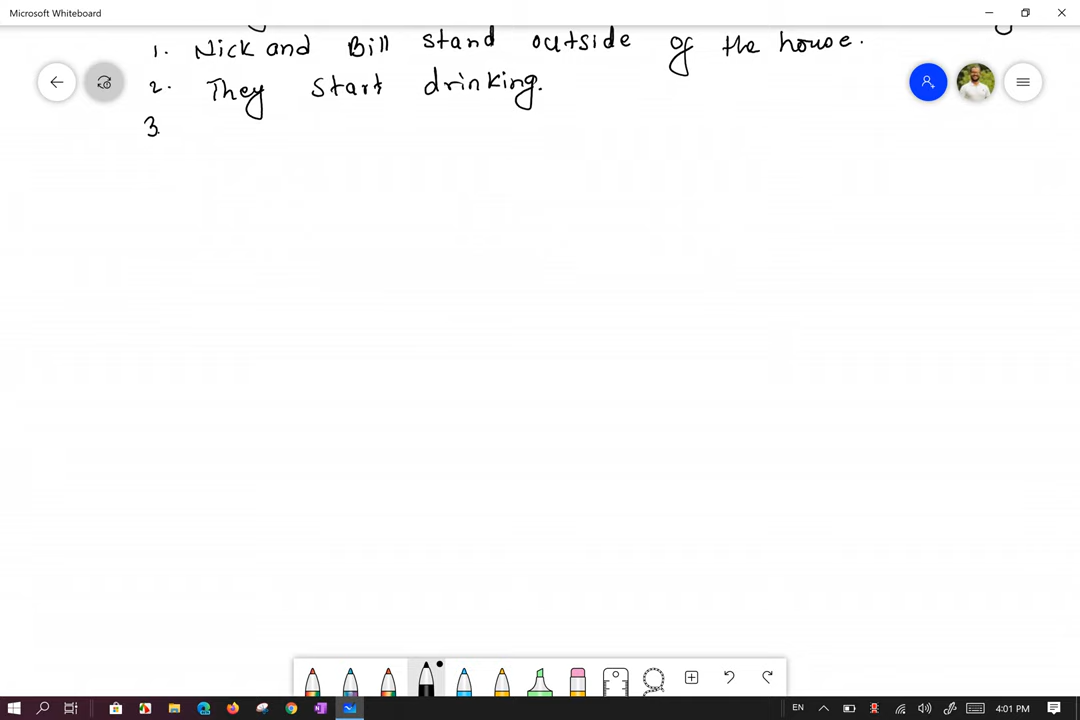 Microsoft Whiteboard
1. Nick and Bill stand outside of the house.
2. They start drinking.
3
EN
4:01 PM